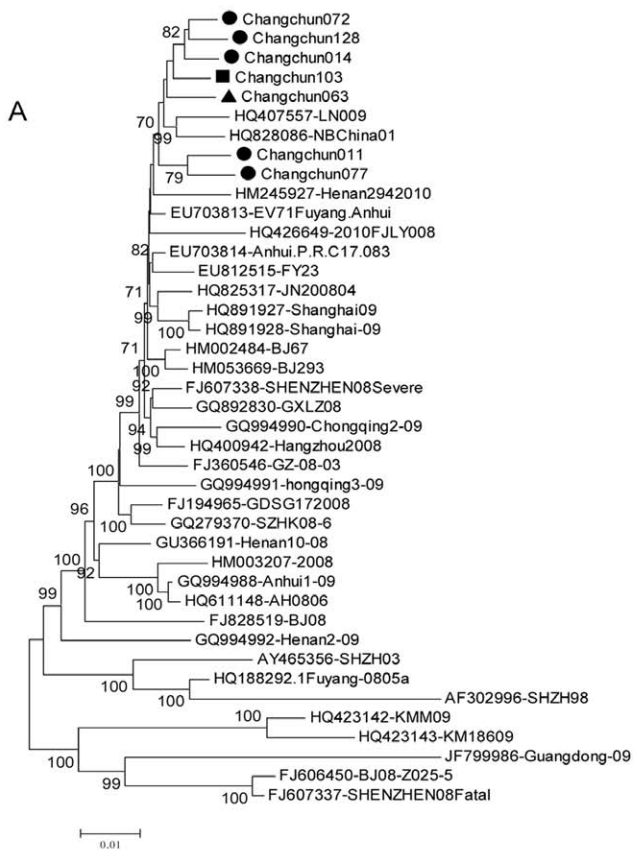 82
Changchun072
Changchun128
Changchun014
Changchun103
A
Changchun063
HQ407557-LN009
70
99
HQ828086-NBChina01
Changchun011
79
Changchun077
HM245927-Henan2942010
EU703813-EV71Fuyang.Anhui
HQ426649-2010FJLY008
82
EU703814-Anhui.P.R.C17.083
EU812515-FY23
71
HQ825317-JN200804
99
HQ891927-Shanghai09
100
HQ891928-Shanghai-09
71
HM002484-BJ67
100
HM053669-BJ293
92
FJ607338-SHENZHEN08Severe
99
GQ892830-GXLZ08
94
GQ994990-Chongqing2-09
99
HQ400942-Hangzhou2008
FJ360546-GZ-08-03
100
GQ994991-hongqing3-09
96
FJ194965-GDSG172008
100
GQ279370-SZHK08-6
GU366191-Henan10-08
100
92
HM003207-2008
100
GQ994988-Anhui1-09
99
100
HQ611148-AH0806
FJ828519-BJ08
GQ994992-Henan2-09
AY465356-SHZH03
100
HQ188292.1Fuyang-0805a
100
AF302996-SHZH98
100
HQ423142-KMM09
HQ423143-KM18609
100
JF799986-Guangdong-09
99
FJ606450-BJ08-Z025-5
100
FJ607337-SHENZHEN08Fatal
0.01